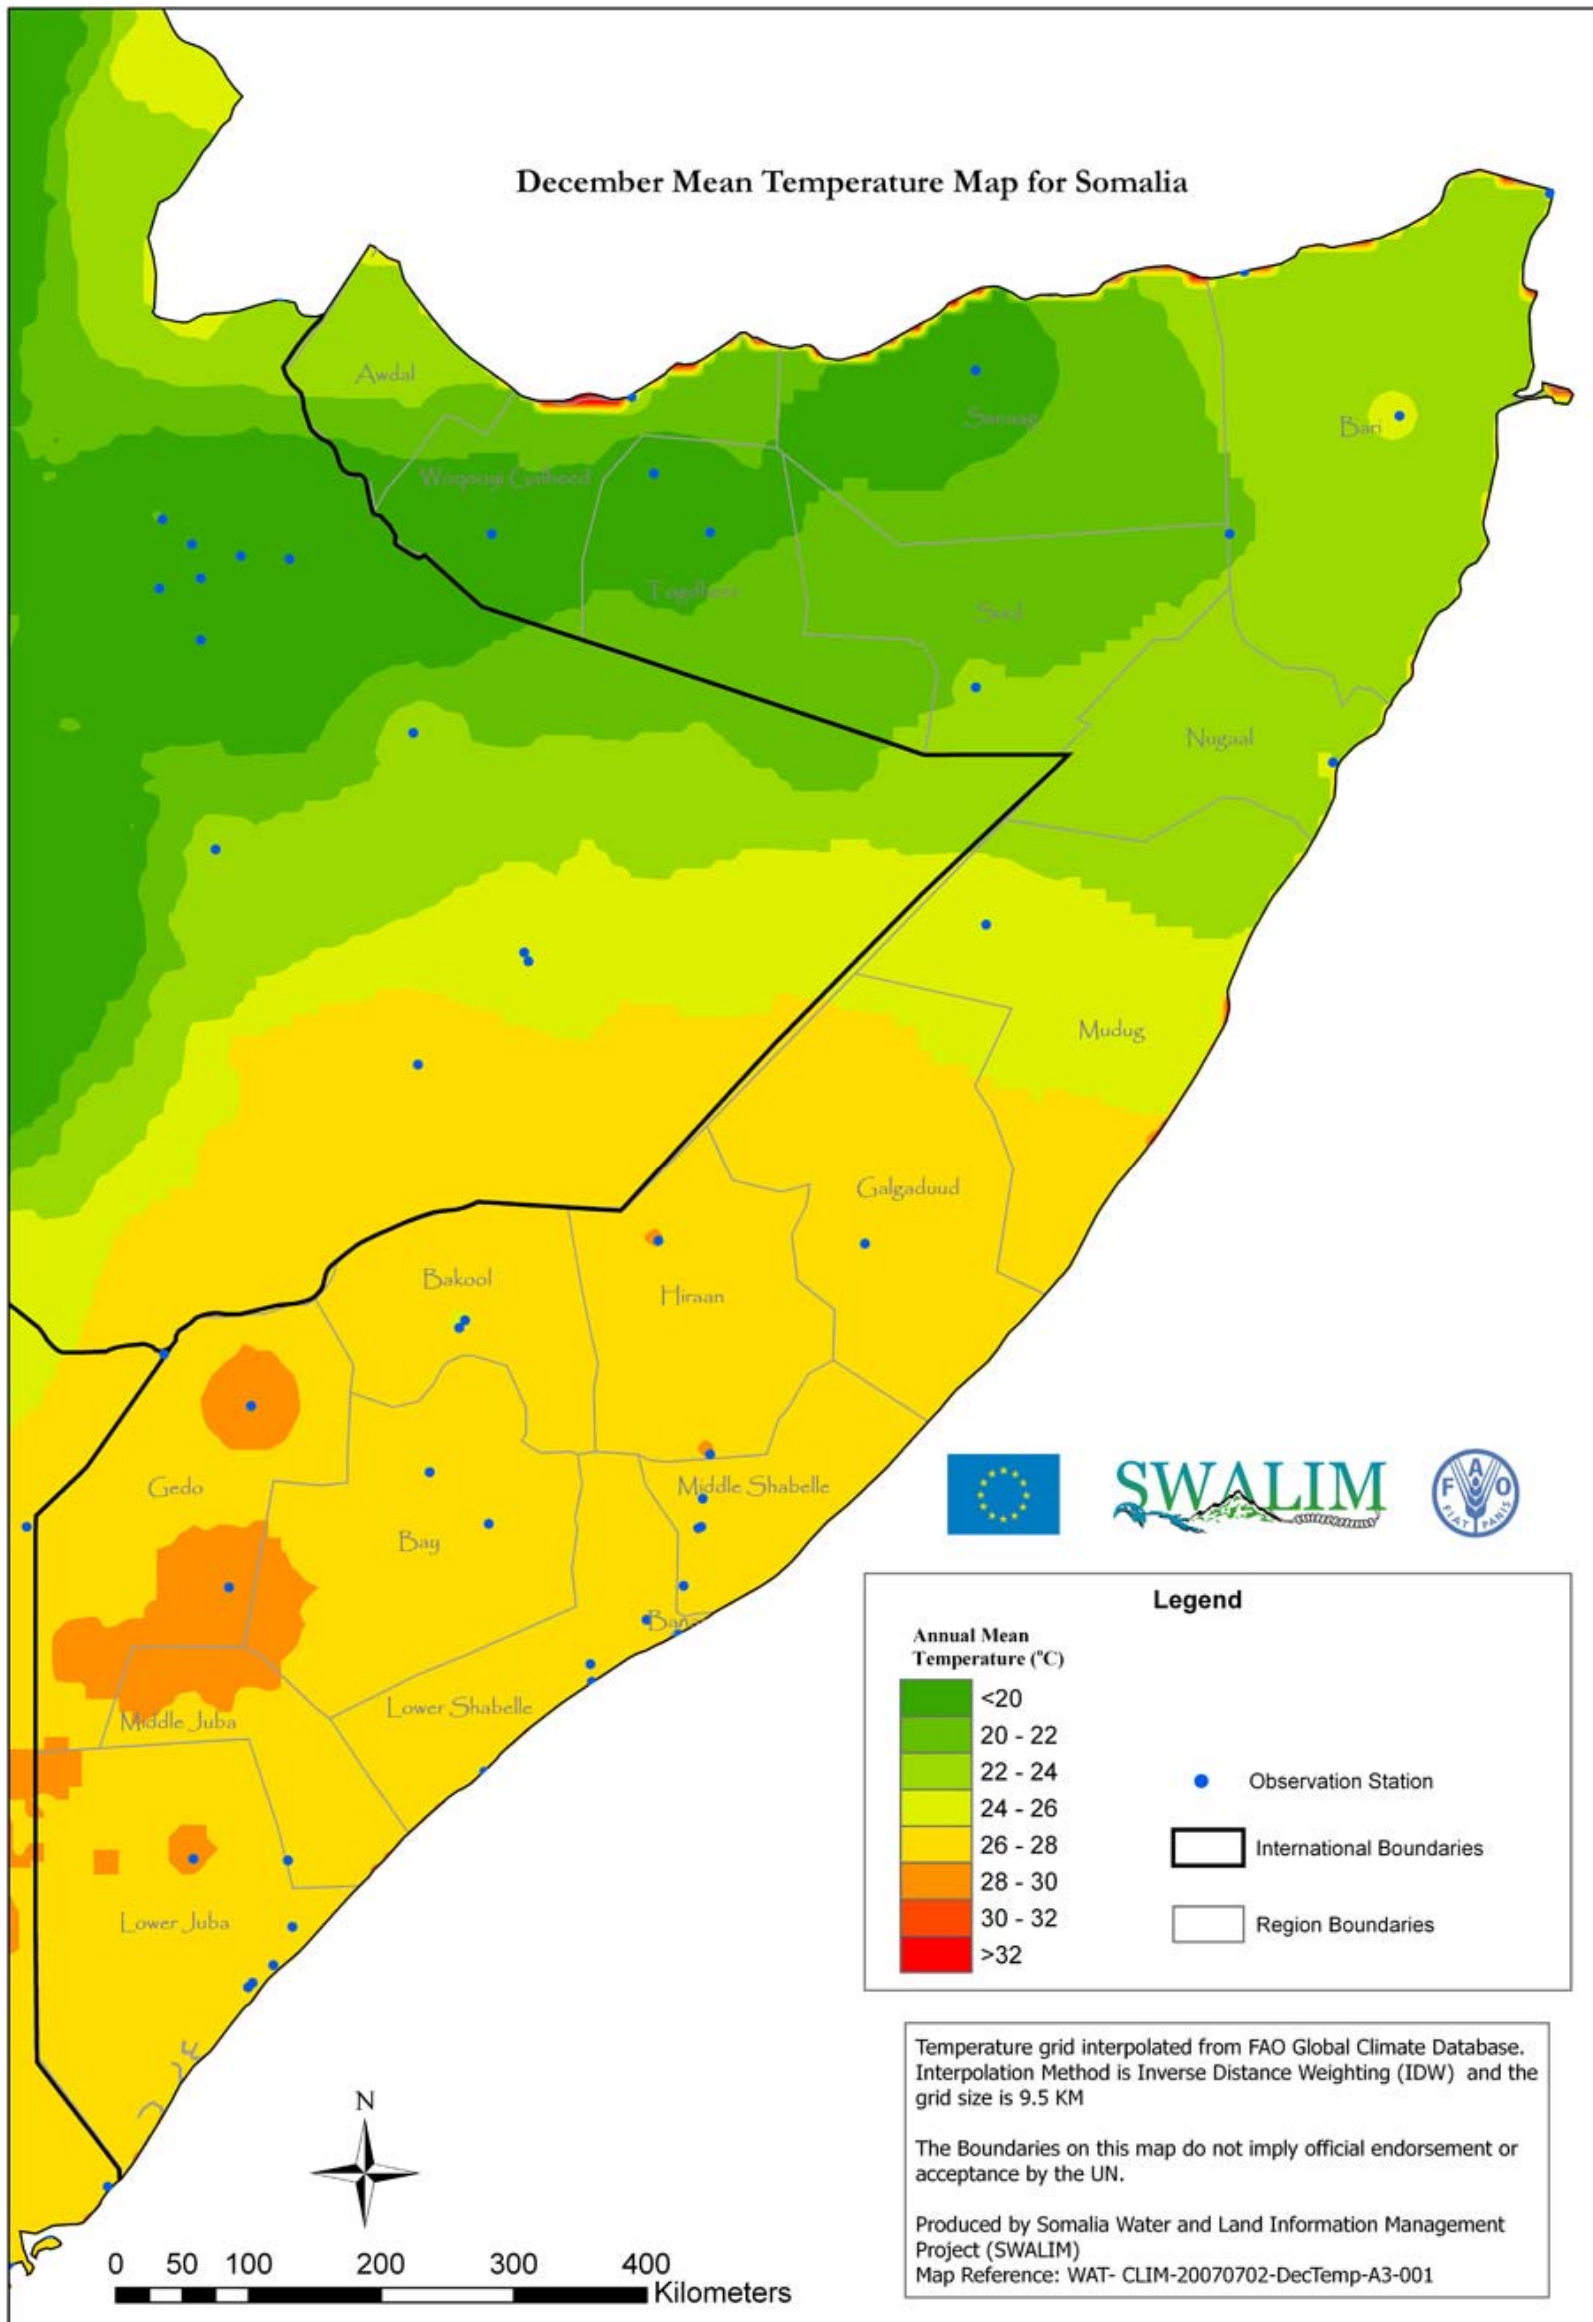 December Mean Temperature Map for Somalia
Awdal
Woqooyi Galbeed
Togdheer
Sanaag
Bari
Sool
Nugaal
Mudug
Galgaduud
Bakool
Hiraan
Gedo
Bay
Middle Shabelle
Lower Shabelle
Middle Juba
Lower Juba
SWALIM
FAO
FIAT PANIS
Legend
Annual Mean
Temperature (°C)
<20
20 - 22
22 - 24
24 - 26
26 - 28
28 - 30
30 - 32
>32
Observation Station
International Boundaries
Region Boundaries
Temperature grid interpolated from FAO Global Climate Database.
Interpolation Method is Inverse Distance Weighting (IDW) and the
grid size is 9.5 KM
The Boundaries on this map do not imply official endorsement or
acceptance by the UN.
Produced by Somalia Water and Land Information Management
Project (SWALIM)
Map Reference: WAT- CLIM-20070702-DecTemp-A3-001
N
0 50 100 200 300 400
Kilometers